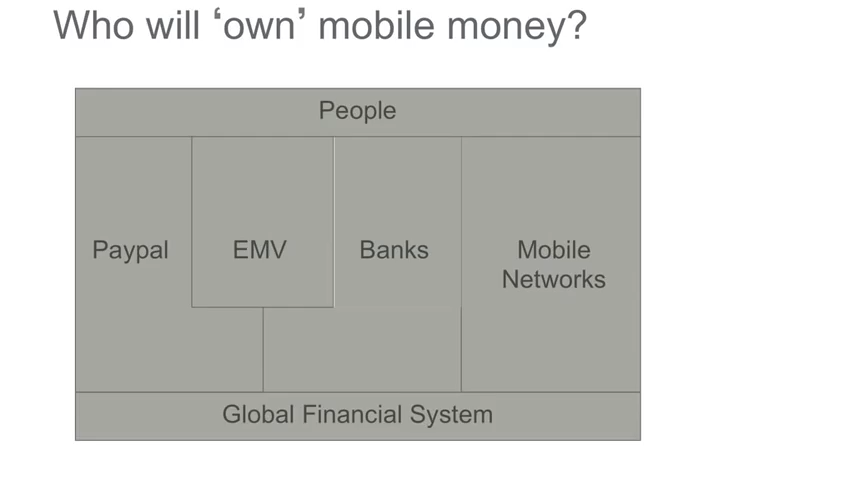 Who will ‘own’ mobile money?
People
Paypal
EMV
Banks
Mobile
Networks
Global Financial System